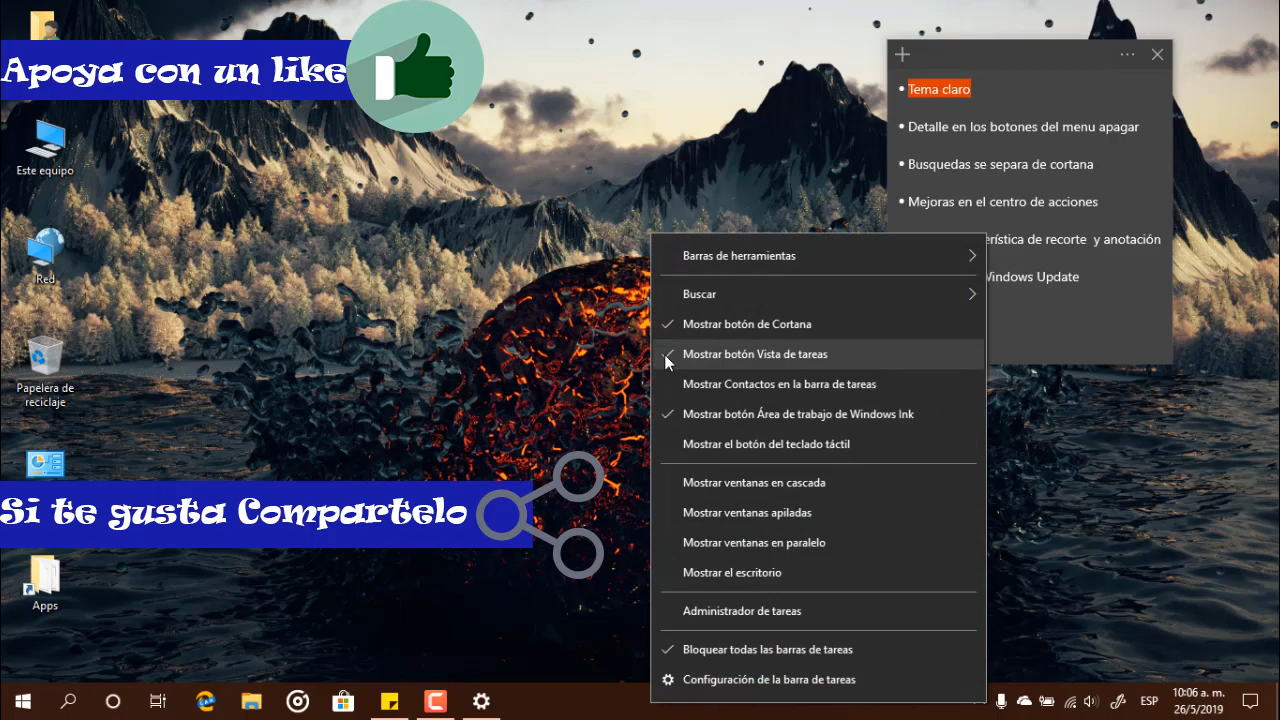 Apoya con un like
Este equipo
Red
Papelera de
reciclaje
Si te gusta Compartelo
Apps
• Tema claro
• Detalle en los botones del menu apagar
• Busquedas se separa de cortana
• Mejoras en el centro de acciones
erística de recorte y anotación
Windows Update
Barras de herramientas
Buscar
Mostrar botón de Cortana
Mostrar botón Vista de tareas
Mostrar Contactos en la barra de tareas
Mostrar botón Área de trabajo de Windows Ink
Mostrar el botón del teclado táctil
Mostrar ventanas en cascada
Mostrar ventanas apiladas
Mostrar ventanas en paralelo
Mostrar el escritorio
Administrador de tareas
Bloquear todas las barras de tareas
Configuración de la barra de tareas
ESP
10:06 a. m.
26/5/2019